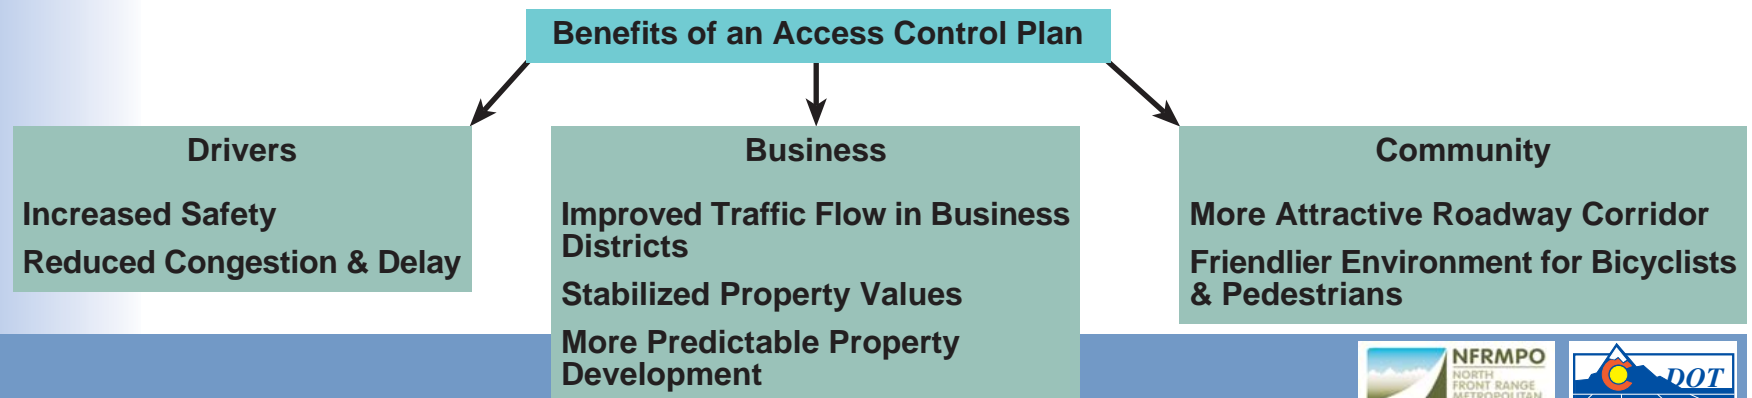 Benefits of an Access Control Plan
Drivers
Increased Safety
Reduced Congestion & Delay
Business
Improved Traffic Flow in Business
Districts
Stabilized Property Values
More Predictable Property
Development
Community
More Attractive Roadway Corridor
Friendlier Environment for Bicyclists
& Pedestrians
NFRMPO
NORTH
FRONT RANGE
METROPOLITAN
DOT